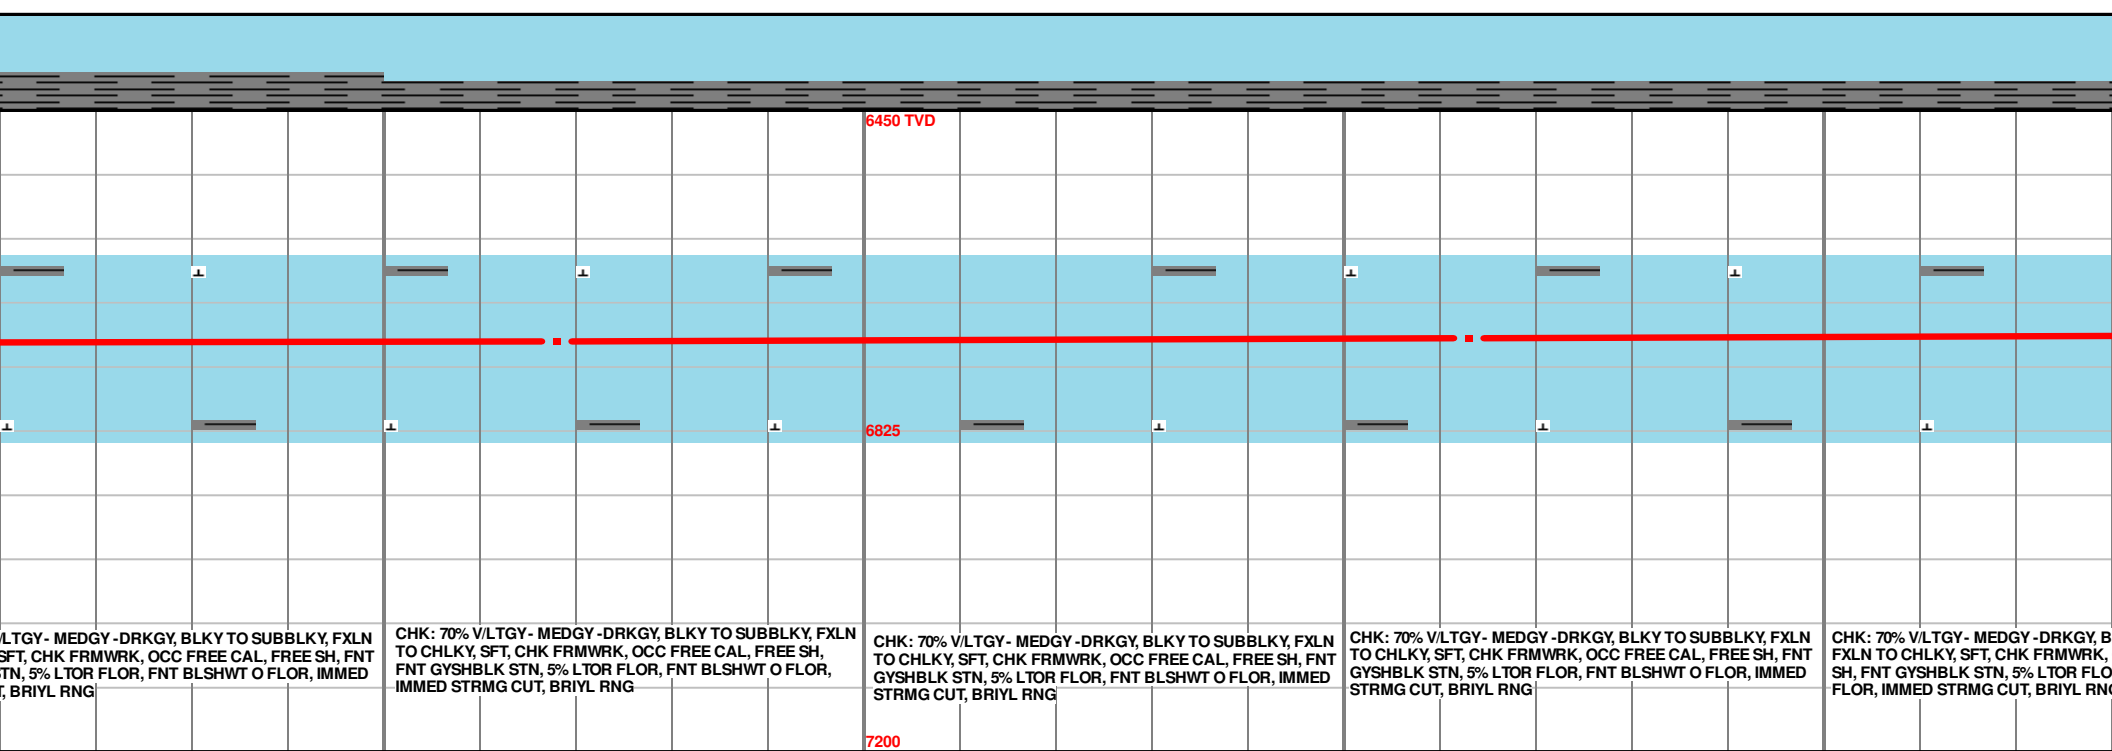 6450 TVD
6825
/LTGY- MEDGY -DRKGY, BLKY TO SUBBLKY, FXLN
SFT, CHK FRMWRK, OCC FREE CAL, FREE SH, FNT
STN, 5% LTOR FLOR, FNT BLSHWT O FLOR, IMMED
T, BRIYL RNG
CHK: 70% V/LTGY- MEDGY -DRKGY, BLKY TO SUBBLKY, FXLN
TO CHLKY, SFT, CHK FRMWRK, OCC FREE CAL, FREE SH,
FNT GYSHBLK STN, 5% LTOR FLOR, FNT BLSHWT O FLOR,
IMMED STRMG CUT, BRIYL RNG
CHK: 70% V/LTGY- MEDGY -DRKGY, BLKY TO SUBBLKY, FXLN
TO CHLKY, SFT, CHK FRMWRK, OCC FREE CAL, FREE SH, FNT
GYSHBLK STN, 5% LTOR FLOR, FNT BLSHWT O FLOR, IMMED
STRMG CUT, BRIYL RNG
CHK: 70% V/LTGY- MEDGY -DRKGY, BLKY TO SUBBLKY, FXLN
TO CHLKY, SFT, CHK FRMWRK, OCC FREE CAL, FREE SH, FNT
GYSHBLK STN, 5% LTOR FLOR, FNT BLSHWT O FLOR, IMMED
STRMG CUT, BRIYL RNG
CHK: 70% V/LTGY- MEDGY -DRKGY, B
FXLN TO CHLKY, SFT, CHK FRMWRK,
SH, FNT GYSHBLK STN, 5% LTOR FLO
FLOR, IMMED STRMG CUT, BRIYL RNG
7200